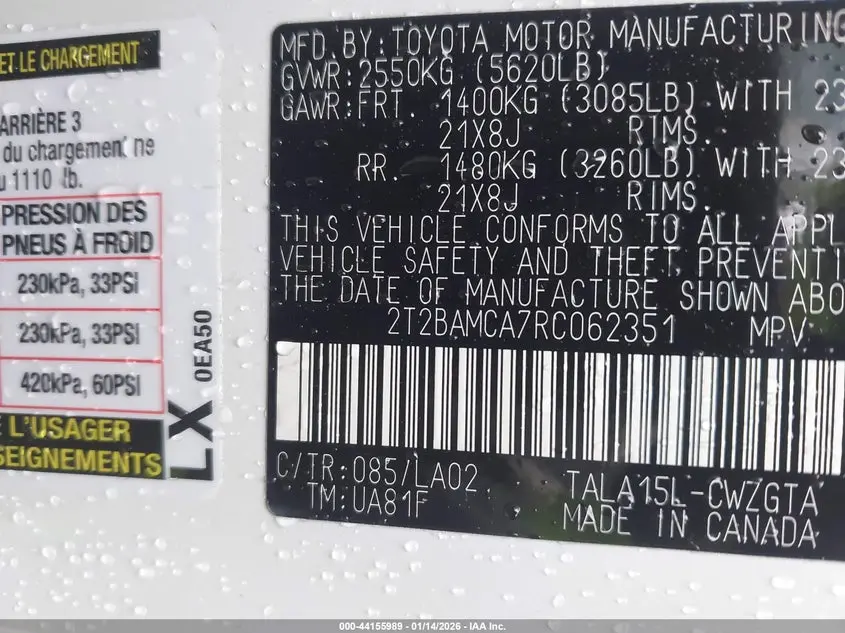 ET LE CHARGEMENT
ARRIÈRE 3
du chargement ne
1110 lb.
PRESSION DES
PNEUS À FROID
230kPa, 33PSI
230kPa, 33PSI
420kPa, 60PSI
L'USAGER
SEIGNEMENTS
LX
0EA50
MFD. BY: TOYOTA MOTOR MANUFACTURING
GVWR: 2550KG (5620LB)
GAWR: FRT. 1400KG (3085LB) WITH 23
21X8J RIMS.
RR. 1480KG (3260LB) WITH 23
21X8J RIMS.
THIS VEHICLE CONFORMS TO ALL APPL
VEHICLE SAFETY AND THEFT PREVENTI
THE DATE OF MANUFACTURE SHOWN ABO
2T2BAMCA7RC062351 MPV
C/TR: 085/LA02 TALA15L-CWZGTA
TM: UA81F MADE IN CANADA
000-44155989 - 01/14/2026 - IAA Inc.